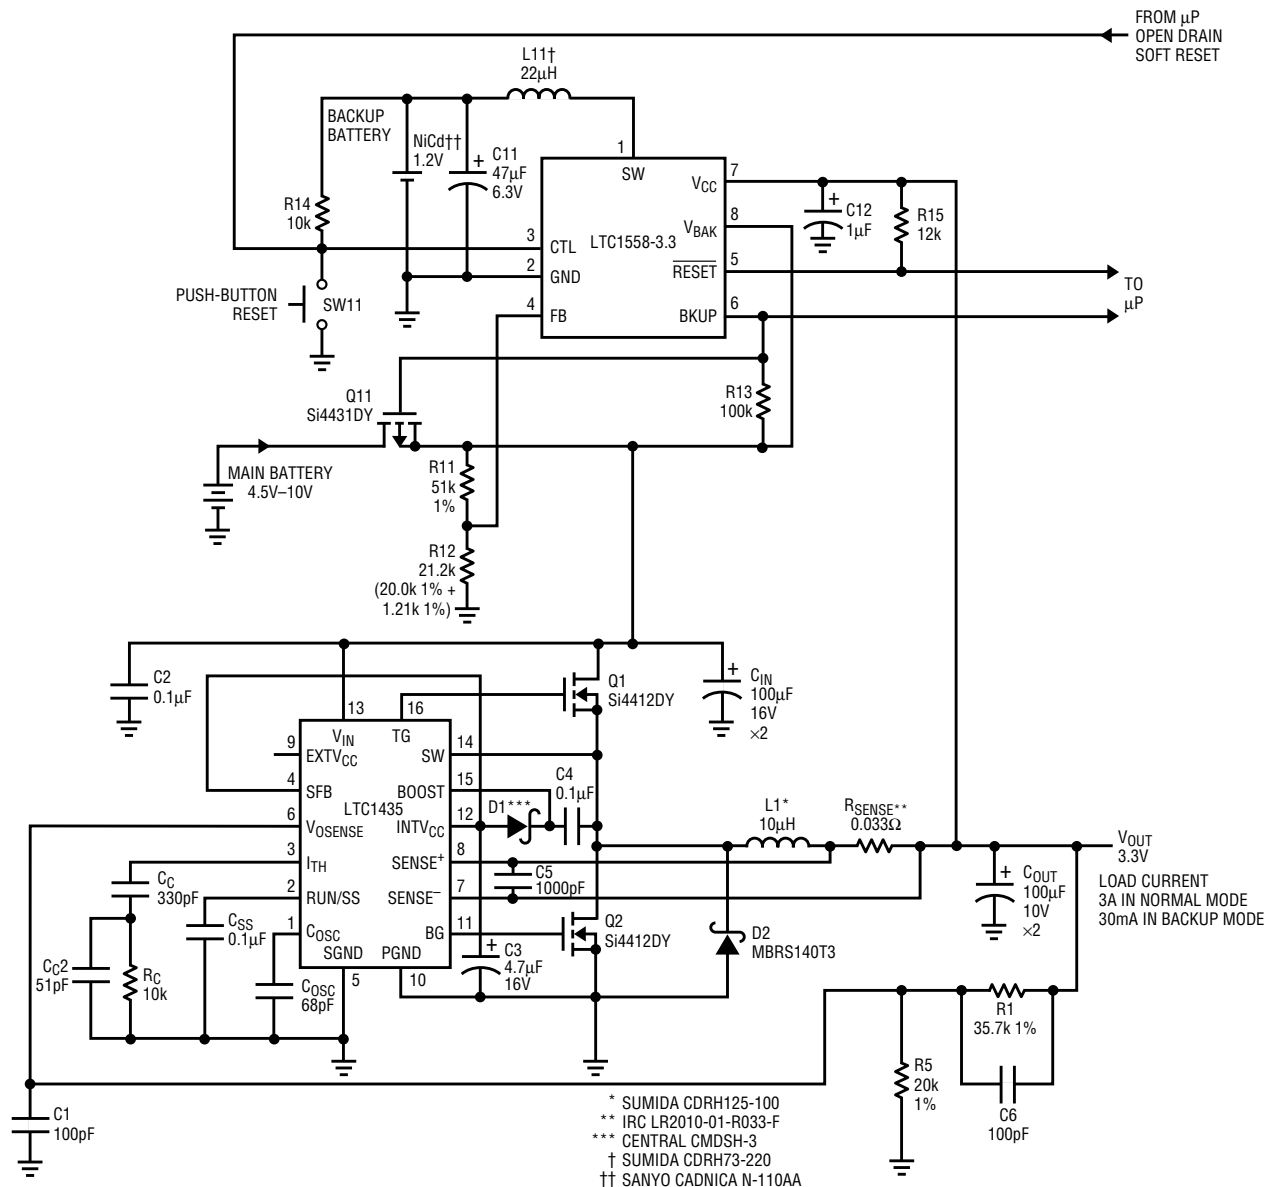 FROM µP
OPEN DRAIN
SOFT RESET
L11†
22µH
BACKUP
BATTERY
NiCd††
1.2V
C11
47µF
6.3V
+
R14
10k
1
SW
7
VCC
8
VBAK
LTC1558-3.3
3
CTL
2
GND
4
FB
5
RESET
6
BKUP
+
C12
1µF
R15
12k
TO
µP
PUSH-BUTTON
RESET
SW11
Q11
Si4431DY
R13
100k
MAIN BATTERY
4.5V–10V
R11
51k
1%
R12
21.2k
(20.0k 1% +
1.21k 1%)
C2
0.1µF
Q1
Si4412DY
+
CIN
100µF
16V
×2
13
VIN
16
TG
9
EXTVCC
14
SW
4
SFB
15
BOOST
LTC1435
6
VOSENSE
12
INTVCC
3
ITH
8
SENSE+
2
RUN/SS
7
SENSE–
1
COSC
11
BG
SGND
5
PGND
10
D1***
C4
0.1µF
C5
1000pF
L1*
10µH
RSENSE**
0.033Ω
VOUT
3.3V
LOAD CURRENT
3A IN NORMAL MODE
30mA IN BACKUP MODE
+
COUT
100µF
10V
×2
CC
330pF
CSS
0.1µF
CC2
51pF
RC
10k
COSC
68pF
+
C3
4.7µF
16V
Q2
Si4412DY
D2
MBRS140T3
R1
35.7k 1%
R5
20k
1%
C6
100pF
C1
100pF
* SUMIDA CDRH125-100
** IRC LR2010-01-R033-F
*** CENTRAL CMDSH-3
† SUMIDA CDRH73-220
†† SANYO CADNICA N-110AA